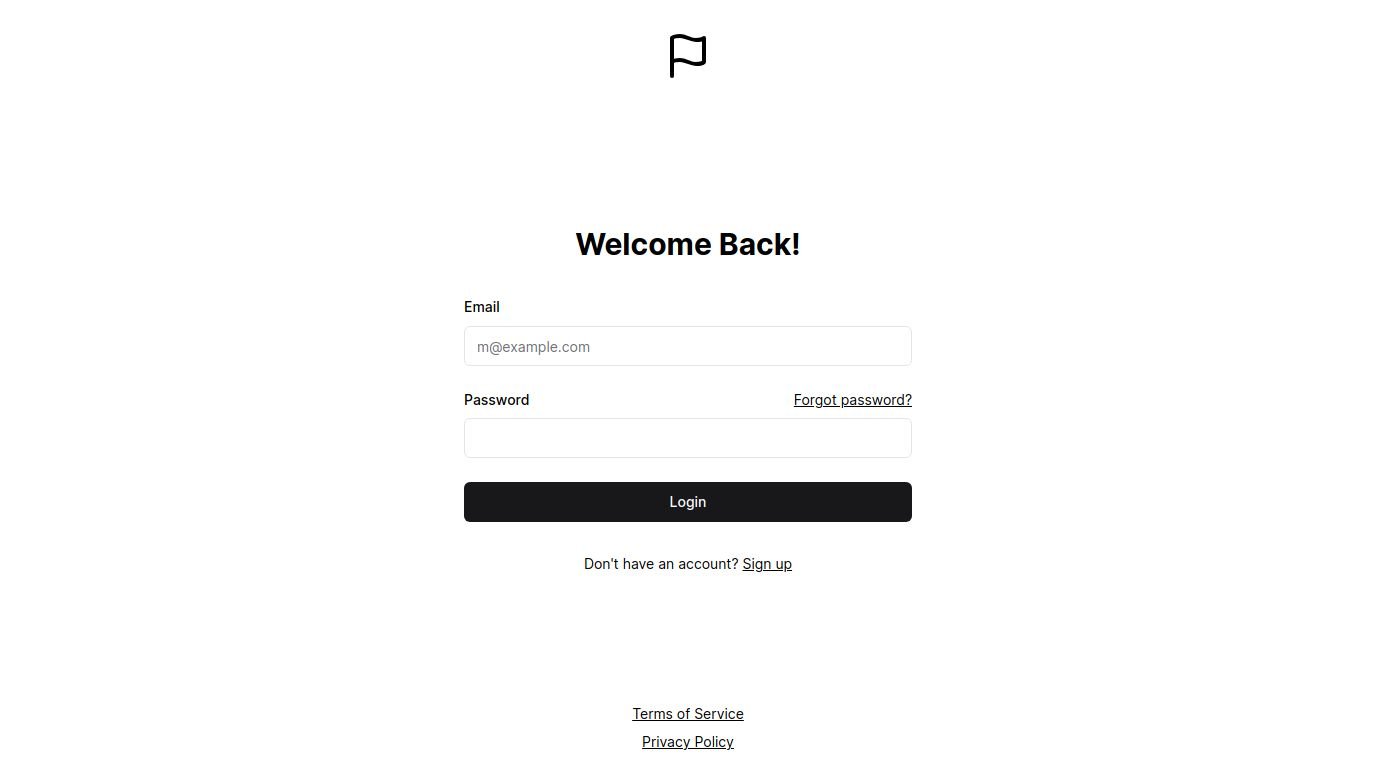 Welcome Back!
Email
m@example.com
Password
Forgot password?
Login
Don't have an account? Sign up
Terms of Service
Privacy Policy